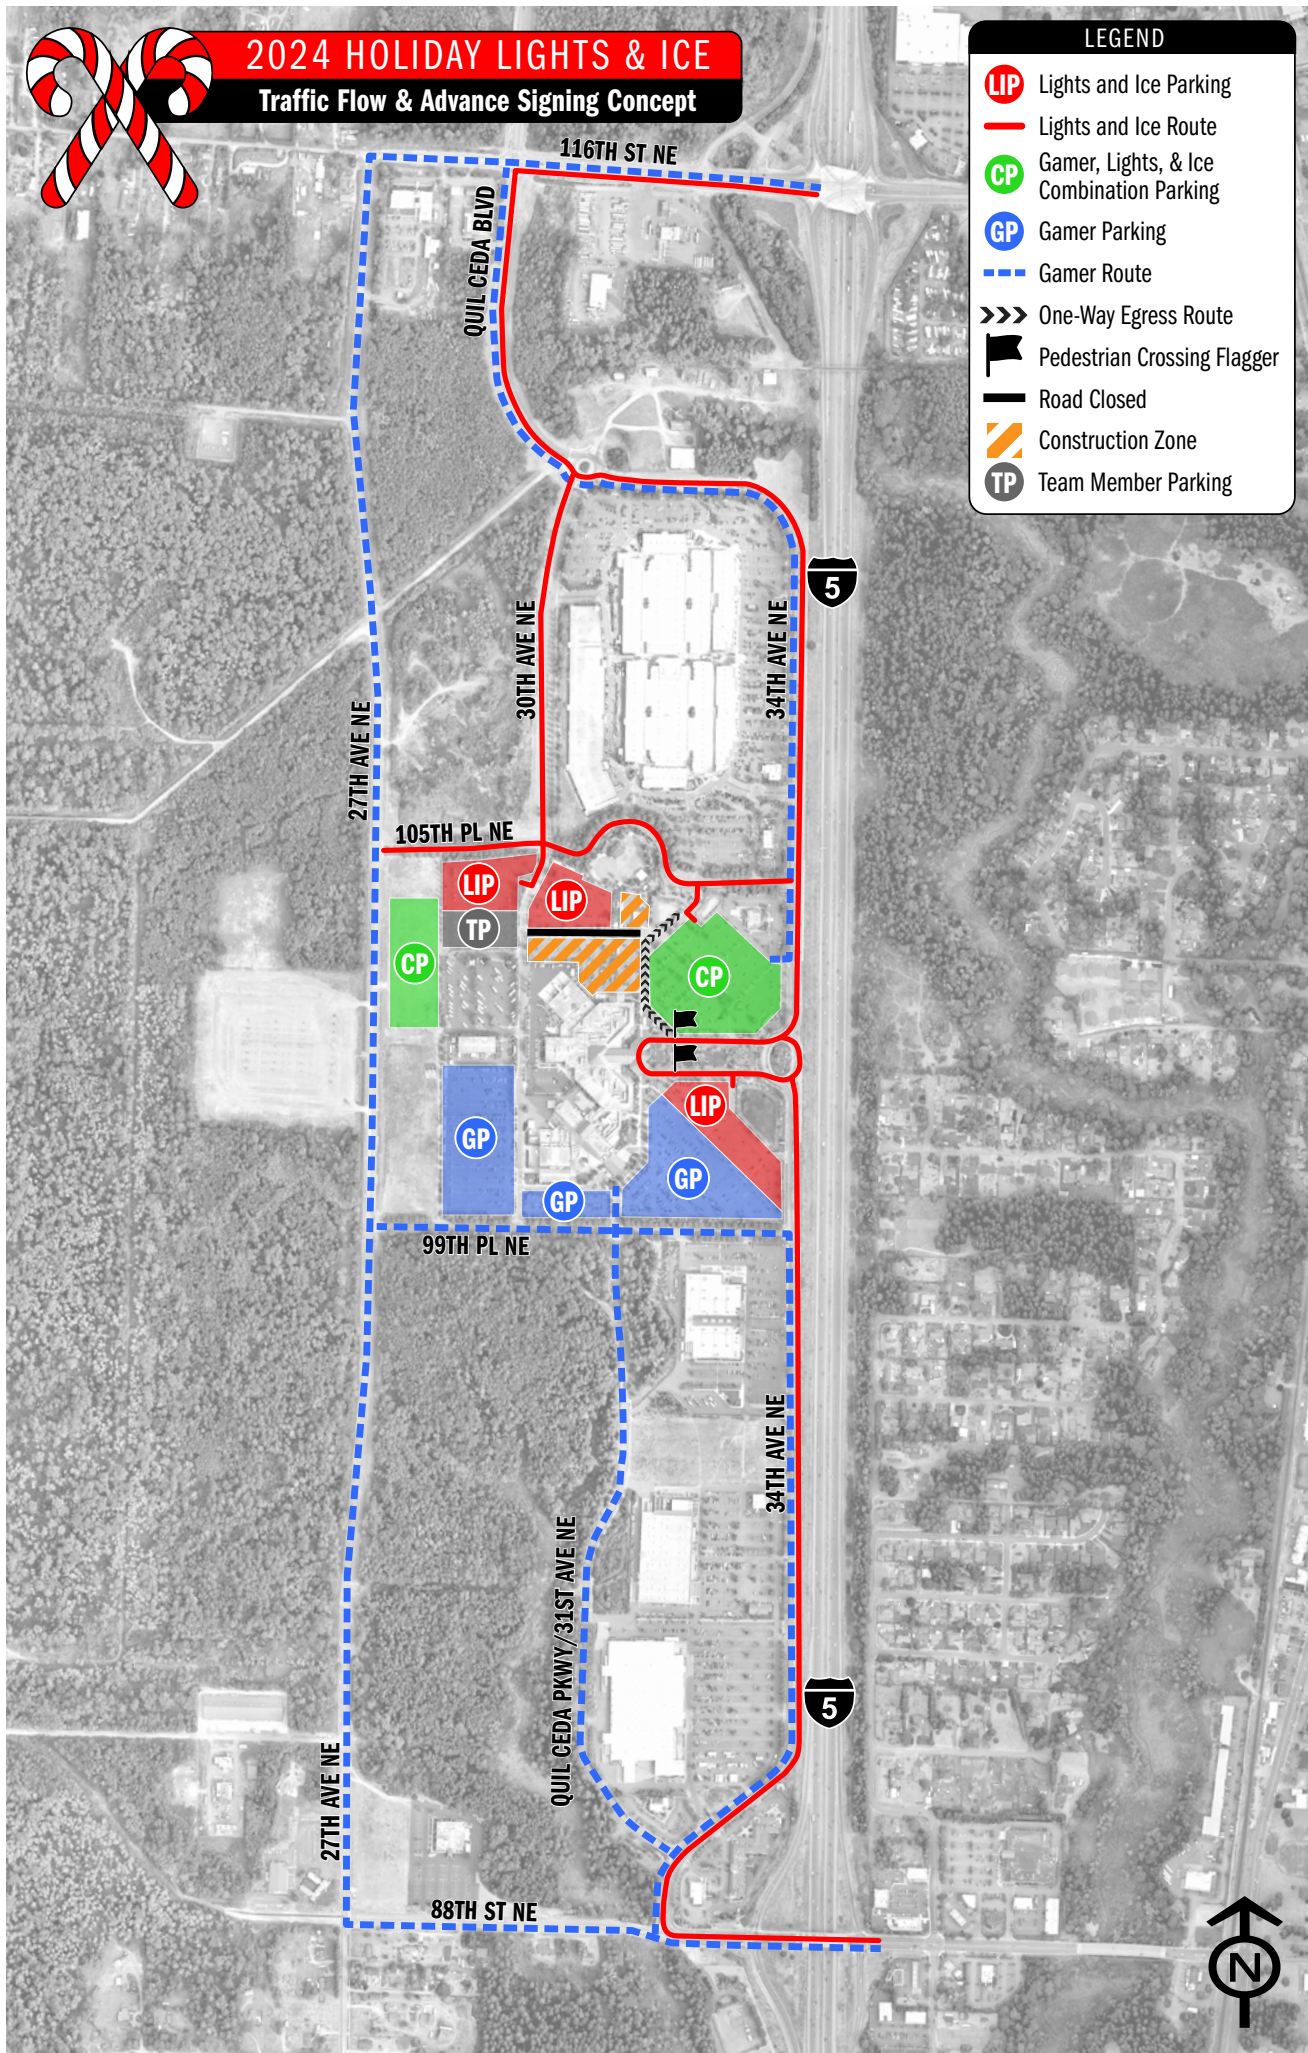 2024 HOLIDAY LIGHTS & ICE
Traffic Flow & Advance Signing Concept
LEGEND
LIP Lights and Ice Parking
Lights and Ice Route
CP Gamer, Lights, & Ice
Combination Parking
GP Gamer Parking
Gamer Route
One-Way Egress Route
Pedestrian Crossing Flagger
Road Closed
Construction Zone
TP Team Member Parking
116TH ST NE
QUIL CEDA BLVD
5
30TH AVE NE
34TH AVE NE
27TH AVE NE
105TH PL NE
LIP
LIP
TP
CP
CP
LIP
GP
GP
GP
99TH PL NE
34TH AVE NE
QUIL CEDA PKWY/31ST AVE NE
5
27TH AVE NE
88TH ST NE
N